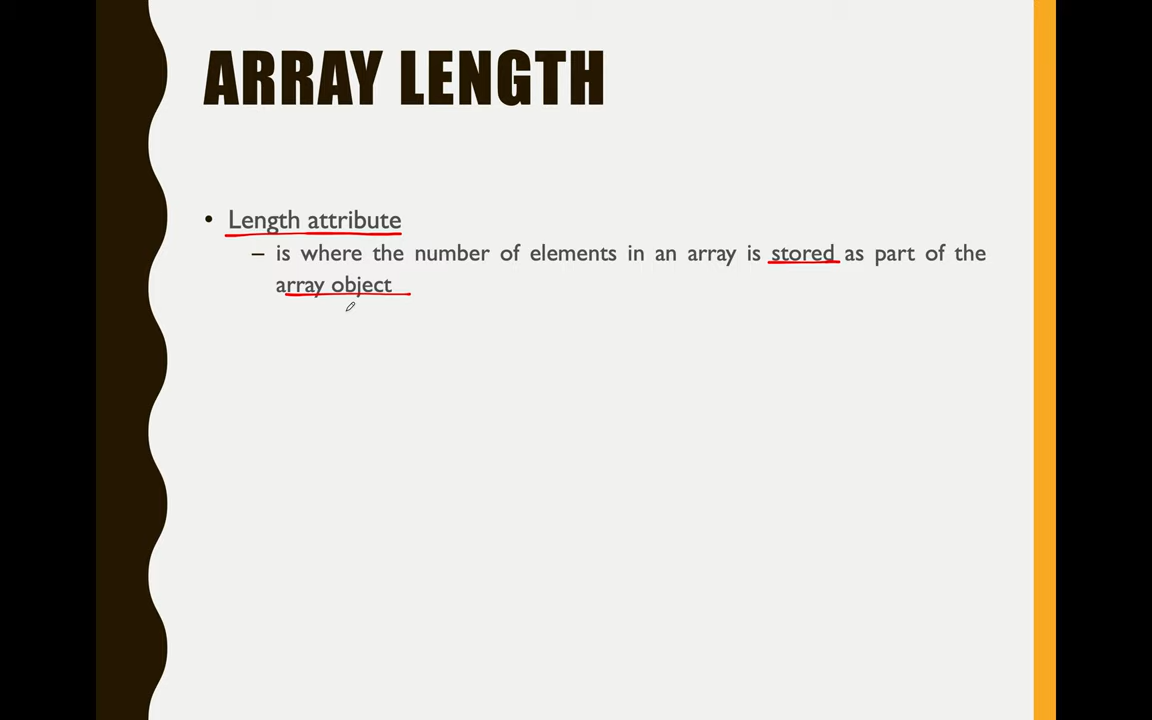 ARRAY LENGTH
• Length attribute
– is where the number of elements in an array is stored as part of the
array object